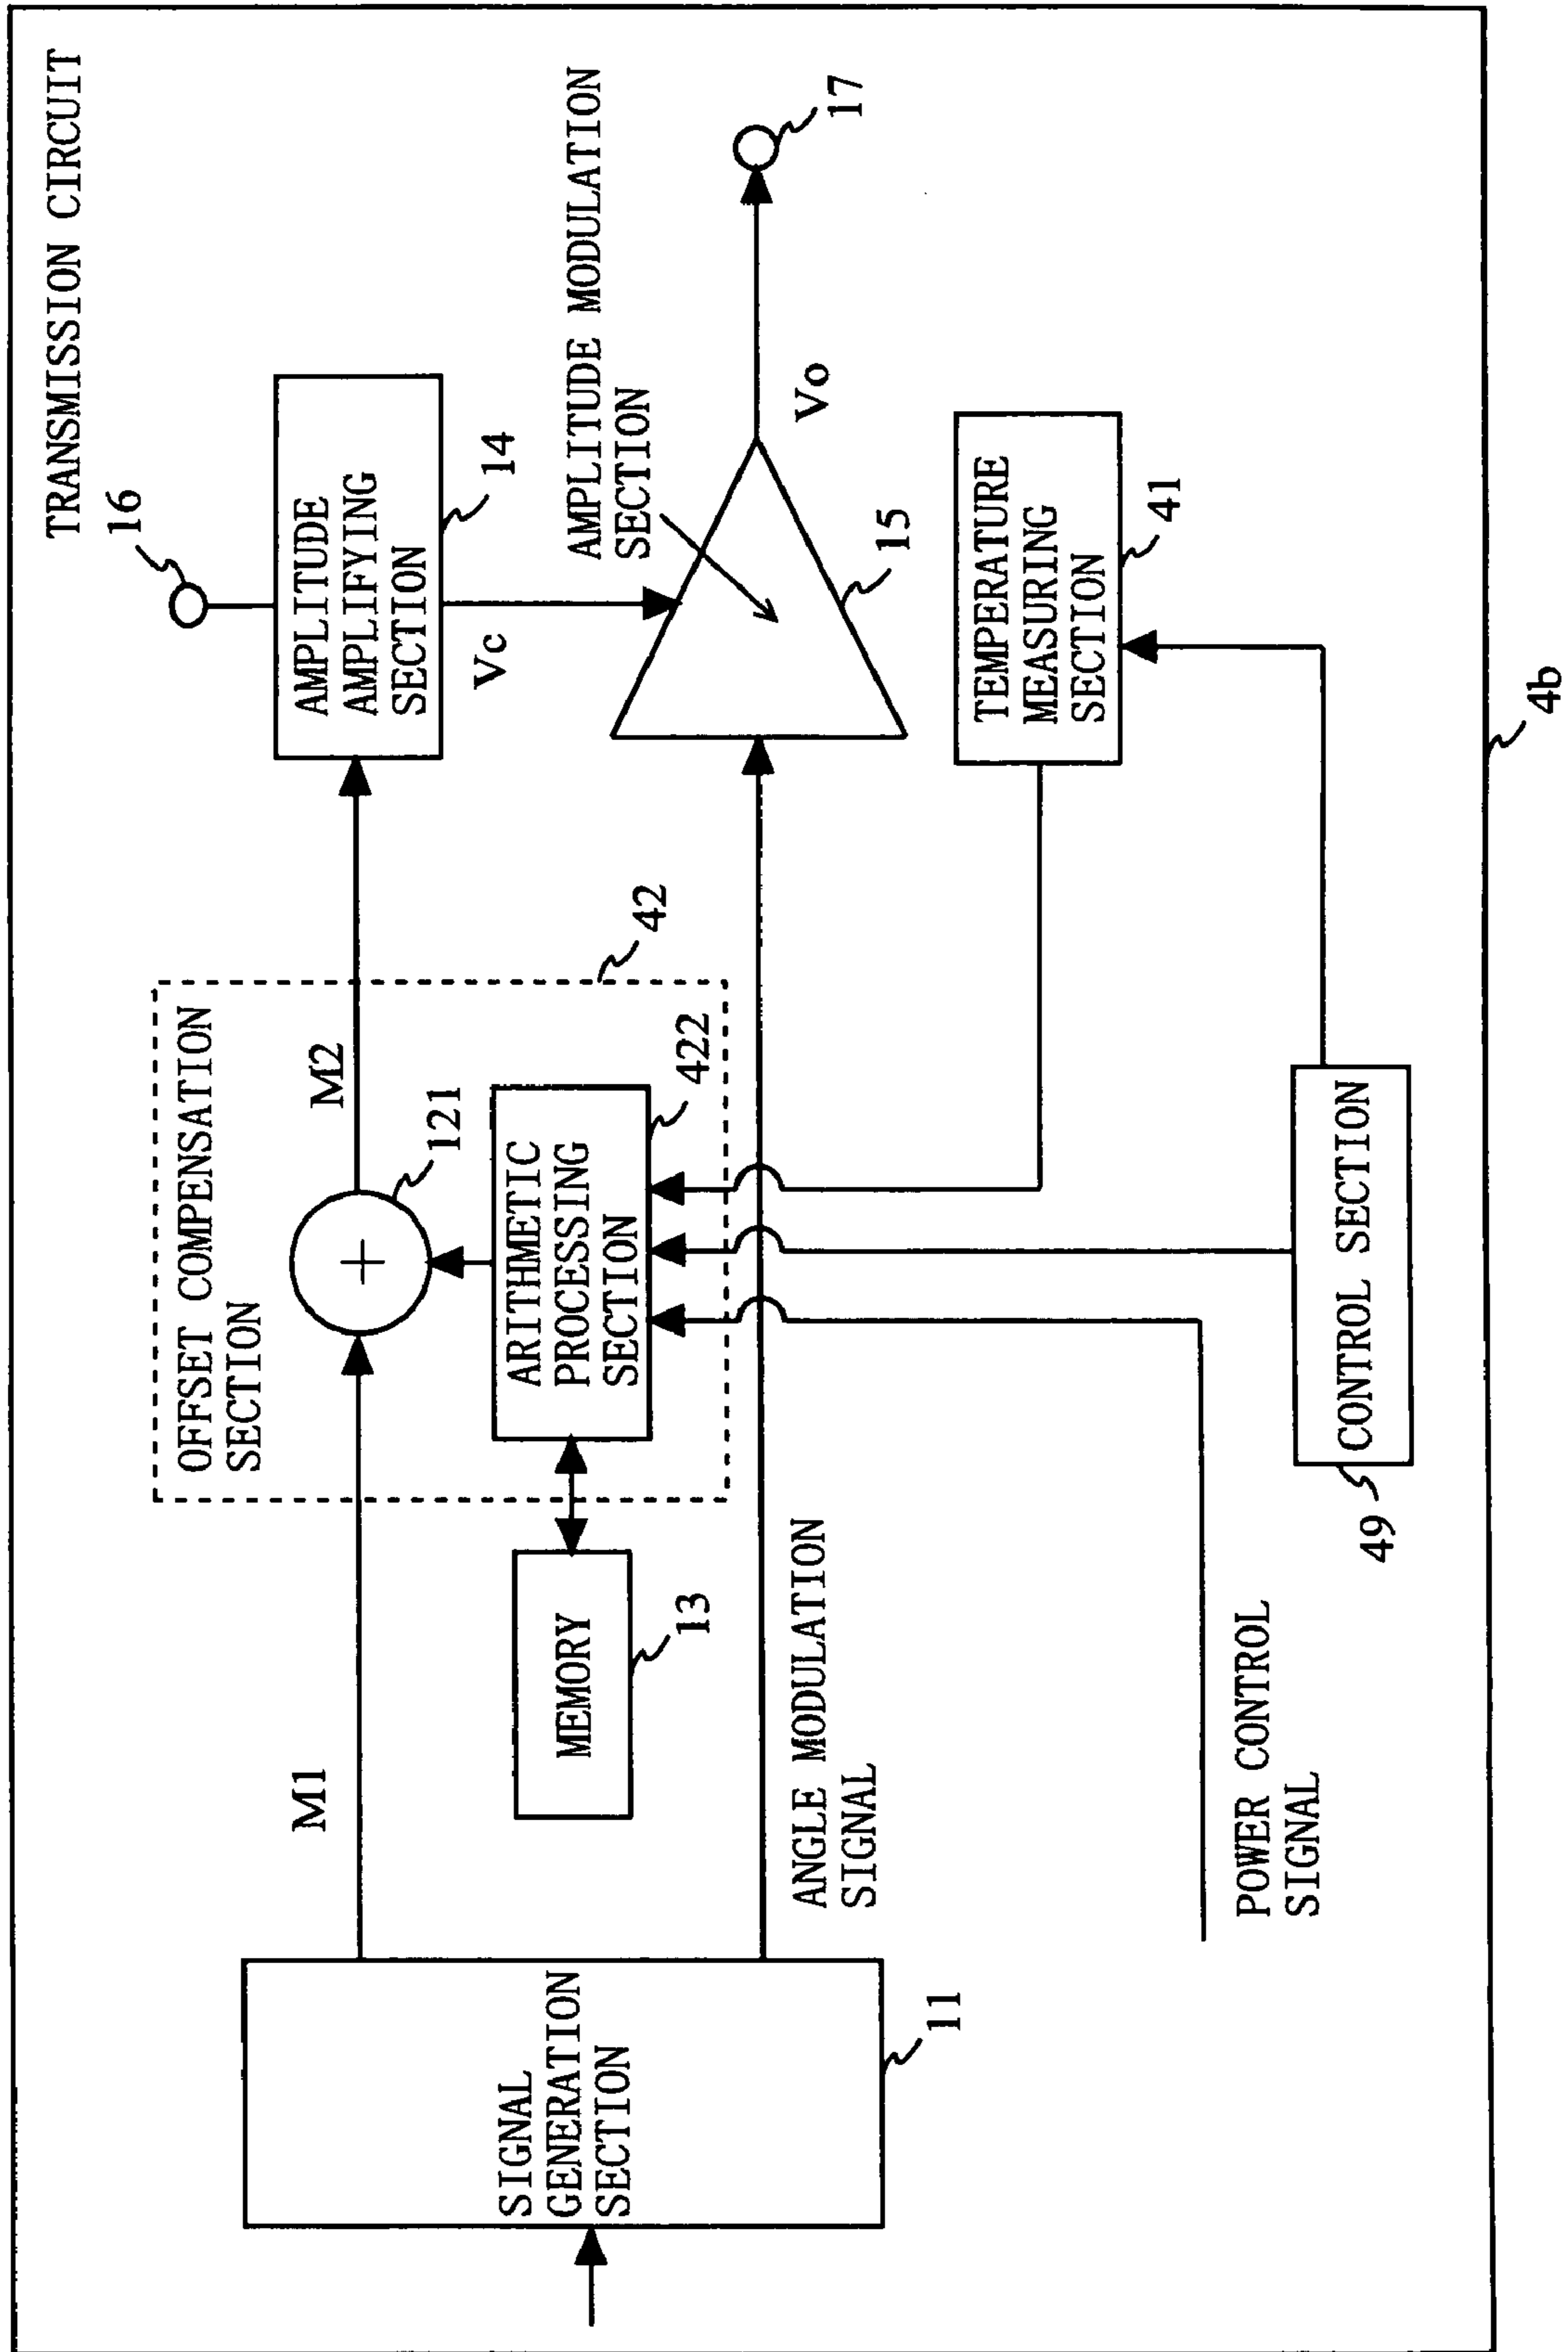 TRANSMISSION CIRCUIT
16
OFFSET COMPENSATION
SECTION
M1
M2
AMPLITUDE
AMPLIFYING
SECTION
14
121
Vc
SIGNAL
GENERATION
SECTION
11
MEMORY
13
ARITHMETIC
PROCESSING
SECTION
422
42
AMPLITUDE MODULATION
SECTION
17
Vo
15
ANGLE MODULATION
SIGNAL
TEMPERATURE
MEASURING
SECTION
41
POWER CONTROL
SIGNAL
CONTROL SECTION
49
4b